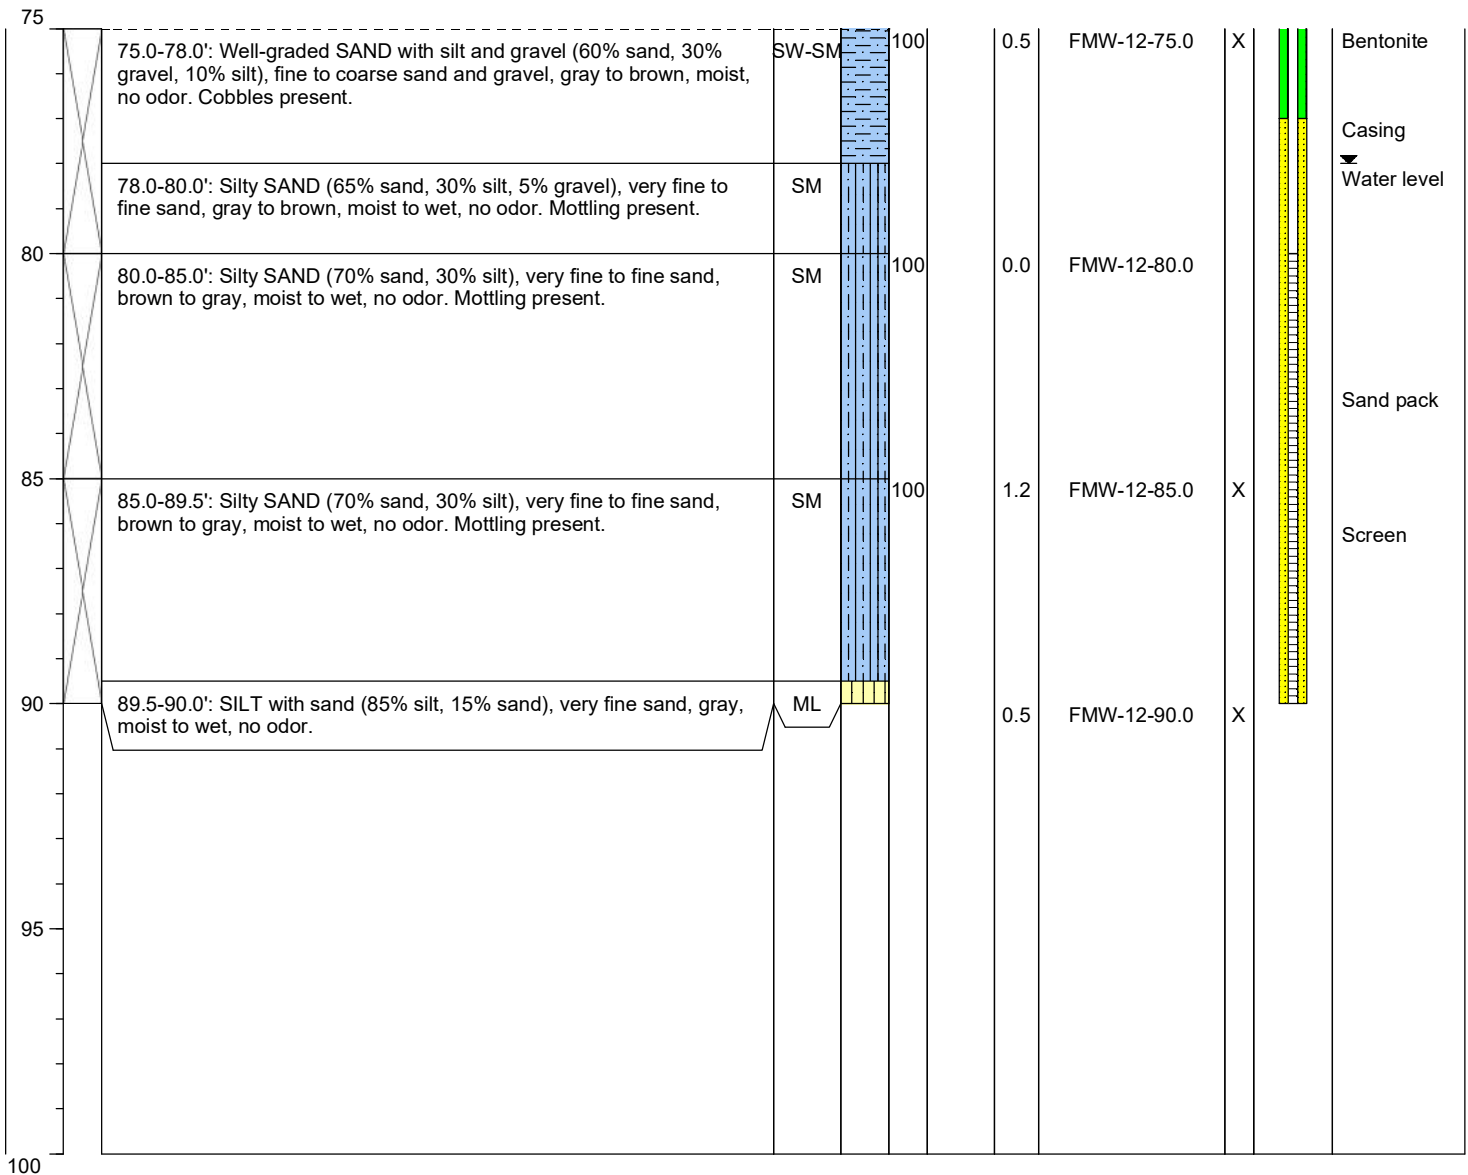 75
75.0-78.0': Well-graded SAND with silt and gravel (60% sand, 30%
gravel, 10% silt), fine to coarse sand and gravel, gray to brown, moist,
no odor. Cobbles present.
SW-SM
100
0.5
FMW-12-75.0
X
Bentonite
Casing
Water level
78.0-80.0': Silty SAND (65% sand, 30% silt, 5% gravel), very fine to
fine sand, gray to brown, moist to wet, no odor. Mottling present.
SM
80
80.0-85.0': Silty SAND (70% sand, 30% silt), very fine to fine sand,
brown to gray, moist to wet, no odor. Mottling present.
SM
100
0.0
FMW-12-80.0
Sand pack
85
85.0-89.5': Silty SAND (70% sand, 30% silt), very fine to fine sand,
brown to gray, moist to wet, no odor. Mottling present.
SM
100
1.2
FMW-12-85.0
X
Screen
90
89.5-90.0': SILT with sand (85% silt, 15% sand), very fine sand, gray,
moist to wet, no odor.
ML
0.5
FMW-12-90.0
X
95
100